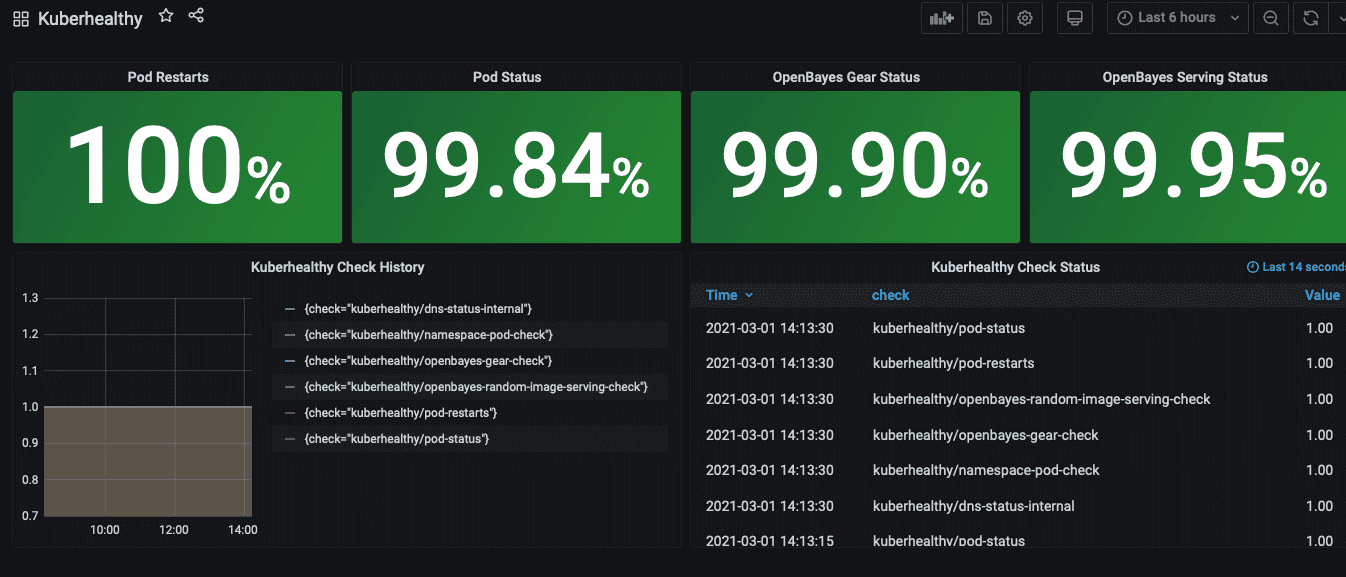 Kuberhealthy
Last 6 hours
Pod Restarts
Pod Status
OpenBayes Gear Status
OpenBayes Serving Status
100%
99.84%
99.90%
99.95%
Kuberhealthy Check History
1.3
1.2
1.1
1.0
0.9
0.8
0.7
10:00 12:00 14:00
{check="kuberhealthy/dns-status-internal"}
{check="kuberhealthy/namespace-pod-check"}
{check="kuberhealthy/openbayes-gear-check"}
{check="kuberhealthy/openbayes-random-image-serving-check"}
{check="kuberhealthy/pod-restarts"}
{check="kuberhealthy/pod-status"}
Kuberhealthy Check Status
Last 14 seconds
Time check Value
2021-03-01 14:13:30 kuberhealthy/pod-status 1.00
2021-03-01 14:13:30 kuberhealthy/pod-restarts 1.00
2021-03-01 14:13:30 kuberhealthy/openbayes-random-image-serving-check 1.00
2021-03-01 14:13:30 kuberhealthy/openbayes-gear-check 1.00
2021-03-01 14:13:30 kuberhealthy/namespace-pod-check 1.00
2021-03-01 14:13:30 kuberhealthy/dns-status-internal 1.00
2021-03-01 14:13:15 kuberhealthy/pod-status 1.00